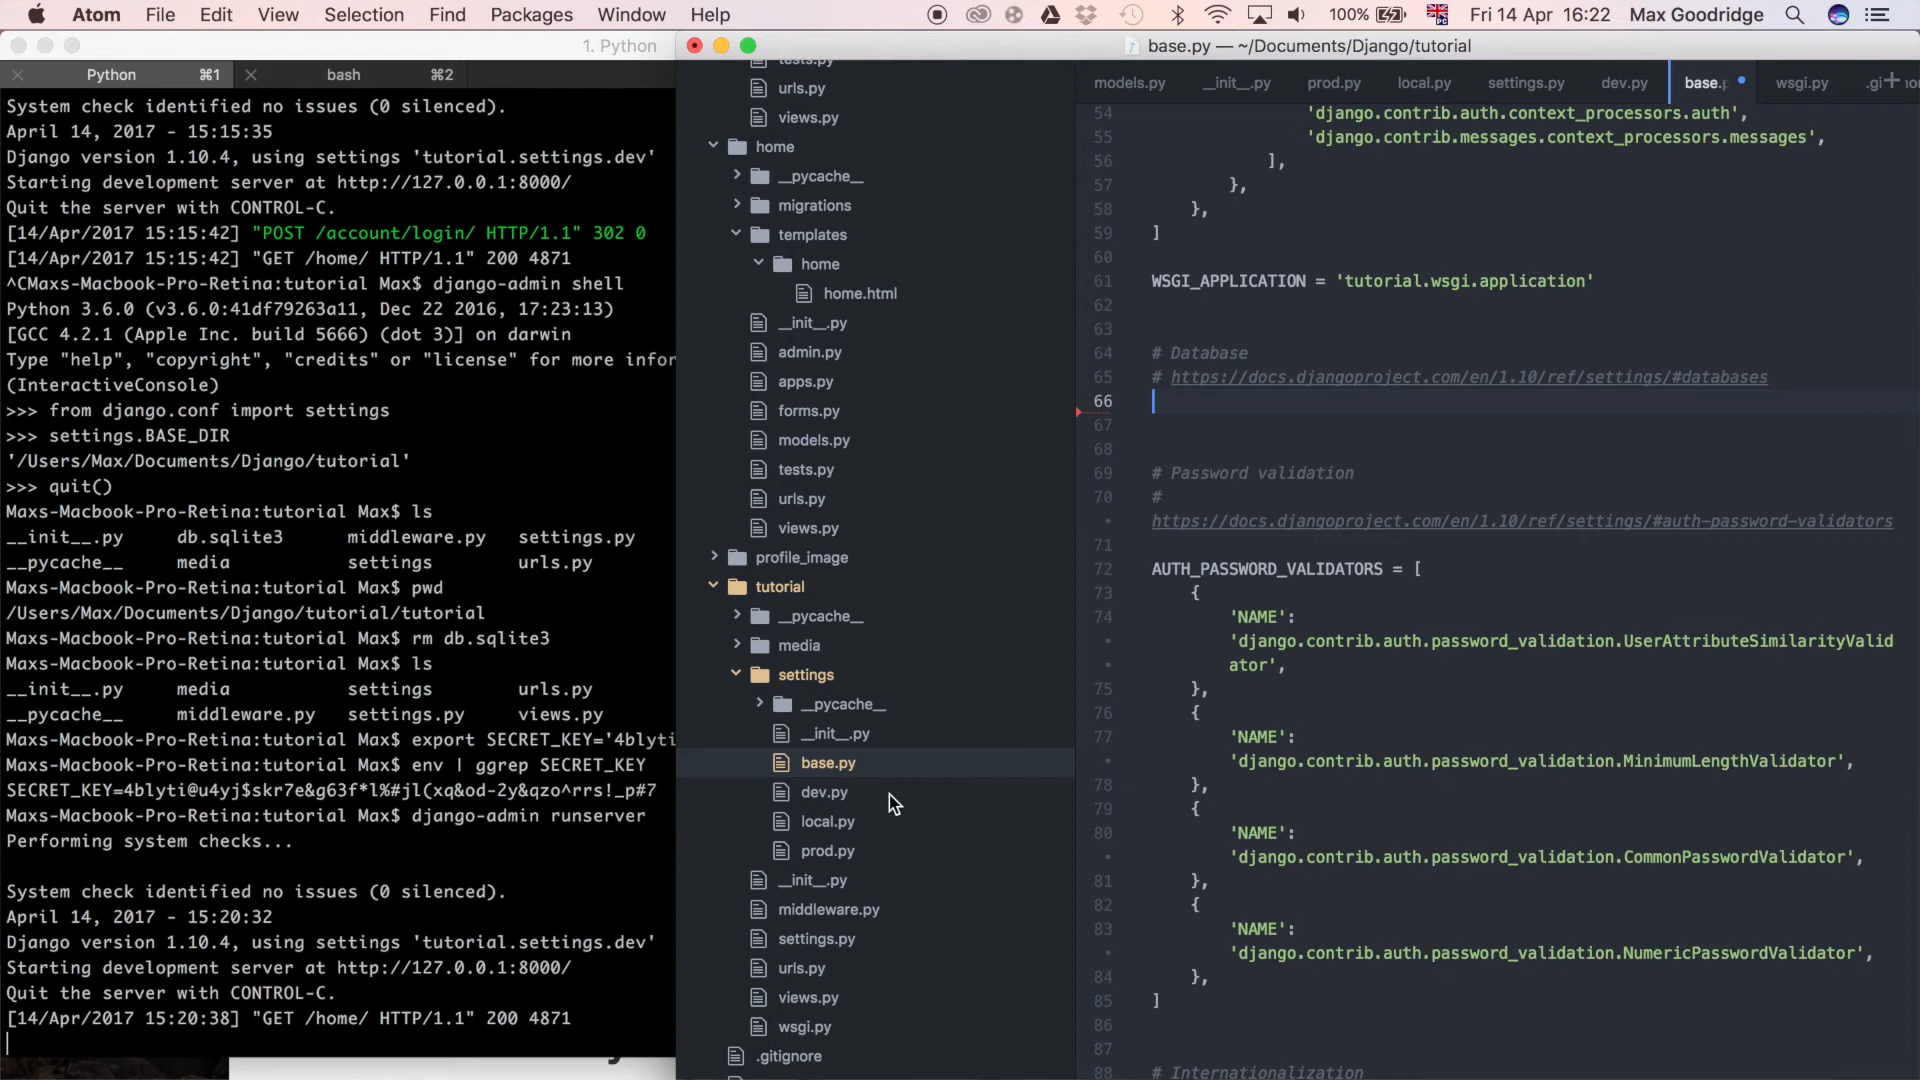 Atom File Edit View Selection Find Packages Window Help 100% Fri 14 Apr 16:22 Max Goodridge
1. Python
Python ⌘1 bash ⌘2
System check identified no issues (0 silenced).
April 14, 2017 - 15:15:35
Django version 1.10.4, using settings 'tutorial.settings.dev'
Starting development server at http://127.0.0.1:8000/
Quit the server with CONTROL-C.
[14/Apr/2017 15:15:42] "POST /account/login/ HTTP/1.1" 302 0
[14/Apr/2017 15:15:42] "GET /home/ HTTP/1.1" 200 4871
^CMaxs-Macbook-Pro-Retina:tutorial Max$ django-admin shell
Python 3.6.0 (v3.6.0:41df79263a11, Dec 22 2016, 17:23:13)
[GCC 4.2.1 (Apple Inc. build 5666) (dot 3)] on darwin
Type "help", "copyright", "credits" or "license" for more infor
(InteractiveConsole)
>>> from django.conf import settings
>>> settings.BASE_DIR
'/Users/Max/Documents/Django/tutorial'
>>> quit()
Maxs-Macbook-Pro-Retina:tutorial Max$ ls
__init__.py db.sqlite3 middleware.py settings.py
__pycache__ media settings urls.py
Maxs-Macbook-Pro-Retina:tutorial Max$ pwd
/Users/Max/Documents/Django/tutorial/tutorial
Maxs-Macbook-Pro-Retina:tutorial Max$ rm db.sqlite3
Maxs-Macbook-Pro-Retina:tutorial Max$ ls
__init__.py media settings urls.py
__pycache__ middleware.py settings.py views.py
Maxs-Macbook-Pro-Retina:tutorial Max$ export SECRET_KEY='4blyti
Maxs-Macbook-Pro-Retina:tutorial Max$ env | ggrep SECRET_KEY
SECRET_KEY=4blyti@u4yj$skr7e&g63f*l%#jl(xq&od-2y&qzo^rrs!_p#7
Maxs-Macbook-Pro-Retina:tutorial Max$ django-admin runserver
Performing system checks...
System check identified no issues (0 silenced).
April 14, 2017 - 15:20:32
Django version 1.10.4, using settings 'tutorial.settings.dev'
Starting development server at http://127.0.0.1:8000/
Quit the server with CONTROL-C.
[14/Apr/2017 15:20:38] "GET /home/ HTTP/1.1" 200 4871
base.py — ~/Documents/Django/tutorial
tests.py
urls.py
views.py
home
__pycache__
migrations
templates
home
home.html
__init__.py
admin.py
apps.py
forms.py
models.py
tests.py
urls.py
views.py
profile_image
tutorial
__pycache__
media
settings
__pycache__
__init__.py
base.py
dev.py
local.py
prod.py
__init__.py
middleware.py
settings.py
urls.py
views.py
wsgi.py
.gitignore
models.py __init__.py prod.py local.py settings.py dev.py base.p wsgi.py .gi
54 'django.contrib.auth.context_processors.auth',
55 'django.contrib.messages.context_processors.messages',
56 ],
57 },
58 },
59 ]
60
61 WSGI_APPLICATION = 'tutorial.wsgi.application'
62
63
64 # Database
65 # https://docs.djangoproject.com/en/1.10/ref/settings/#databases
66
67
68
69 # Password validation
70 #
https://docs.djangoproject.com/en/1.10/ref/settings/#auth-password-validators
71
72 AUTH_PASSWORD_VALIDATORS = [
73 {
74 'NAME':
'django.contrib.auth.password_validation.UserAttributeSimilarityValid
ator',
75 },
76 {
77 'NAME':
'django.contrib.auth.password_validation.MinimumLengthValidator',
78 },
79 {
80 'NAME':
'django.contrib.auth.password_validation.CommonPasswordValidator',
81 },
82 {
83 'NAME':
'django.contrib.auth.password_validation.NumericPasswordValidator',
84 },
85 ]
86
87
88 # Internationalization